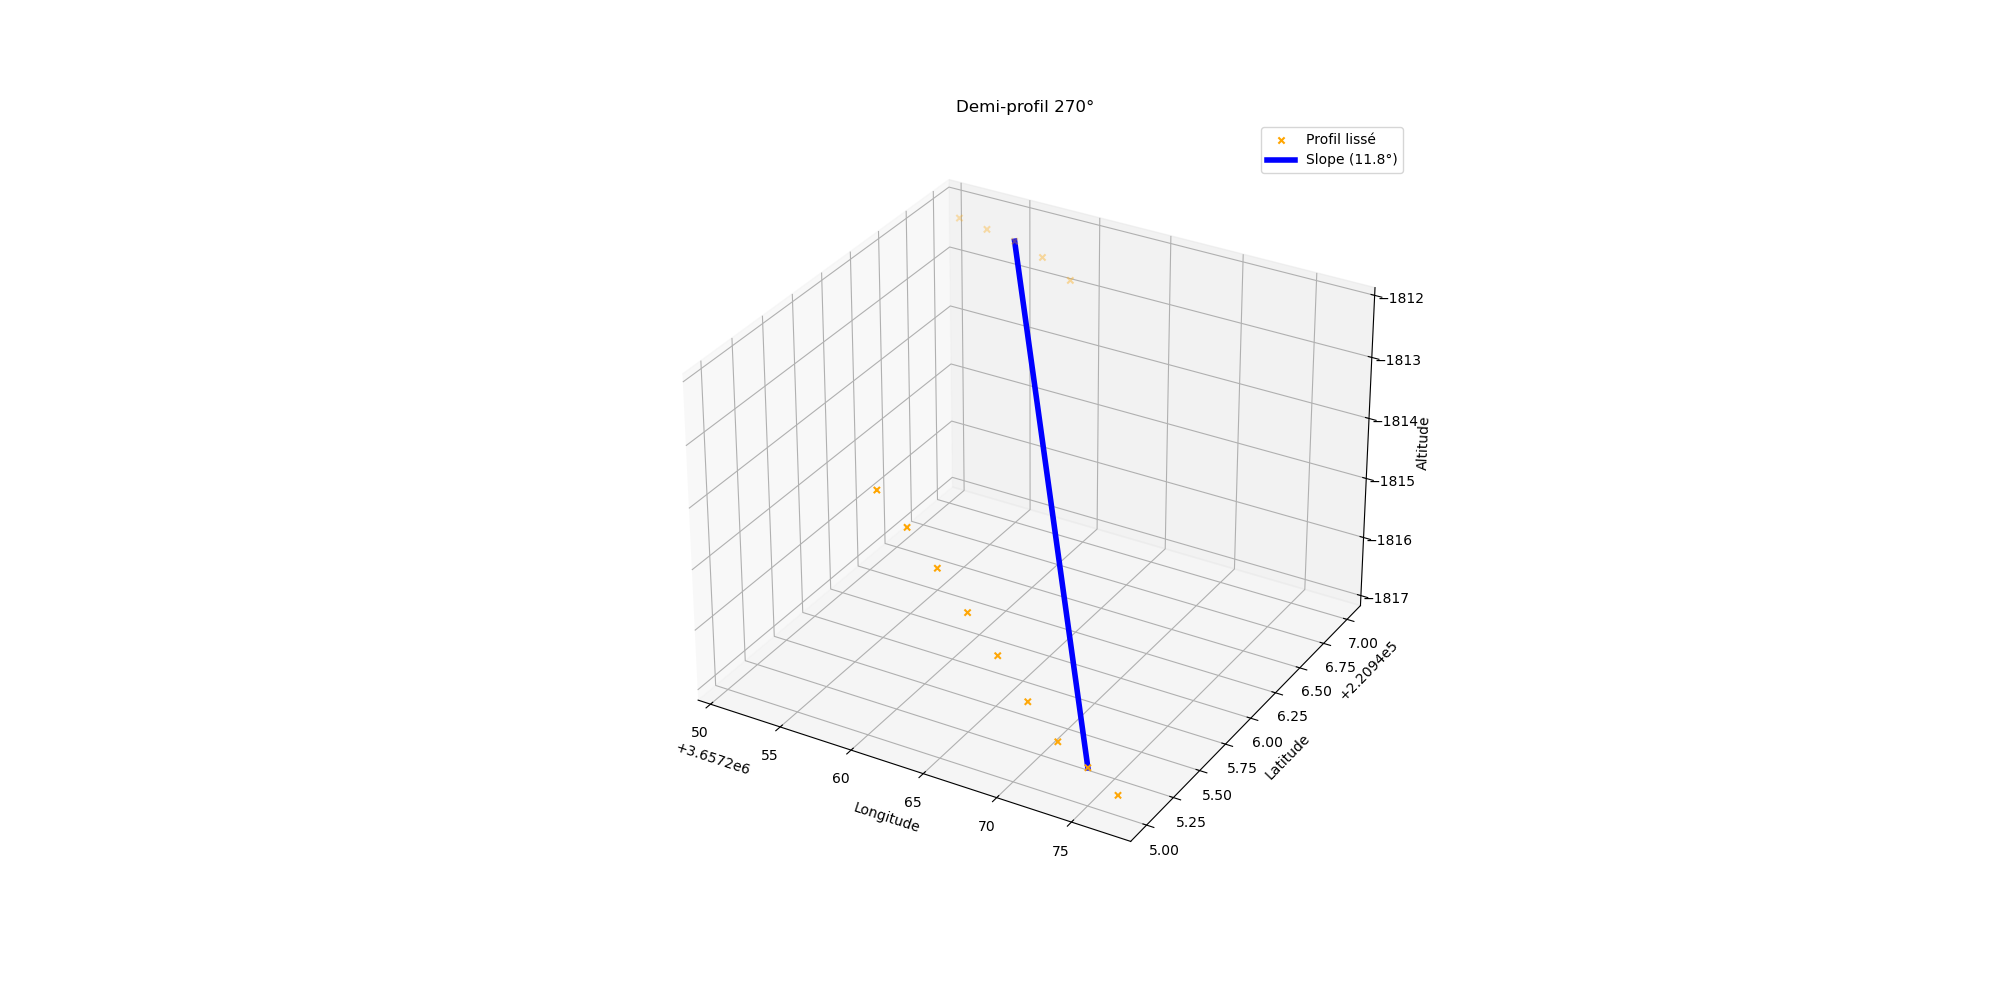 Demi-profil 270°
Profil lissé
Slope (11.8°)
−1812
−1813
−1814
−1815
−1816
−1817
Altitude
7.00
6.75
6.50
6.25
6.00
5.75
5.50
5.25
5.00
+2.2094e5
Latitude
50
55
60
65
70
75
+3.6572e6
Longitude